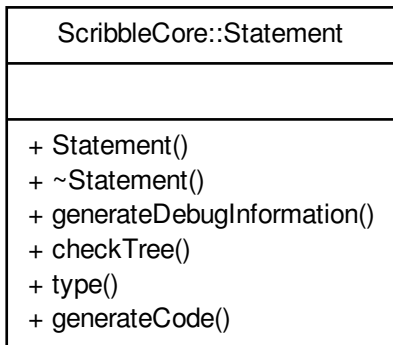 ScribbleCore::Statement
+ Statement()
+ ~Statement()
+ generateDebugInformation()
+ checkTree()
+ type()
+ generateCode()